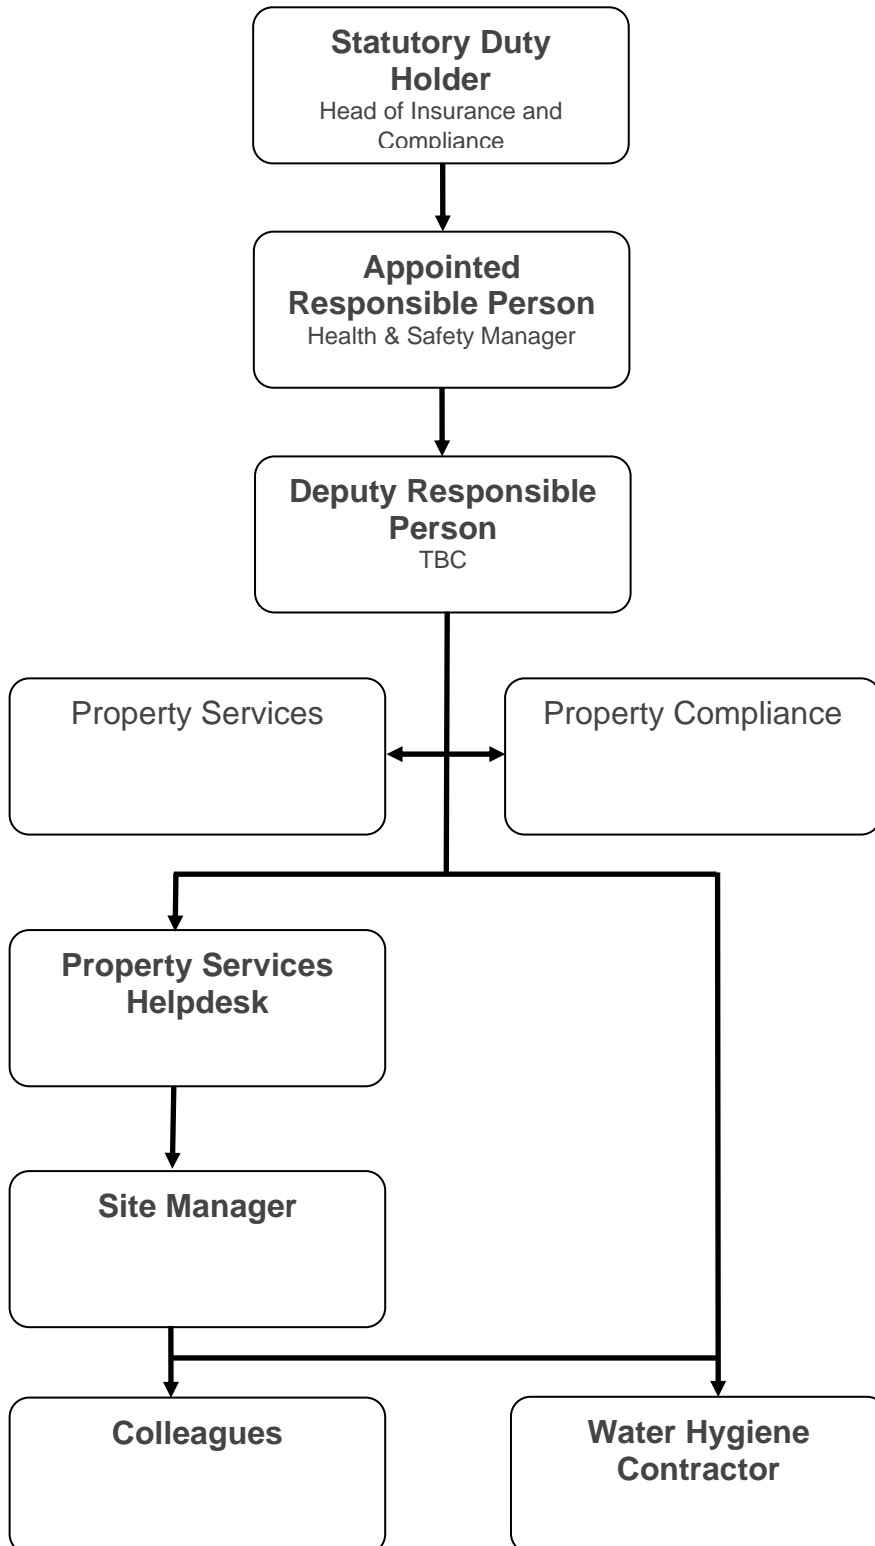 Statutory Duty
Holder
Head of Insurance and
Compliance
Appointed
Responsible Person
Health & Safety Manager
Deputy Responsible
Person
TBC
Property Services
Property Compliance
Property Services
Helpdesk
Site Manager
Colleagues
Water Hygiene
Contractor